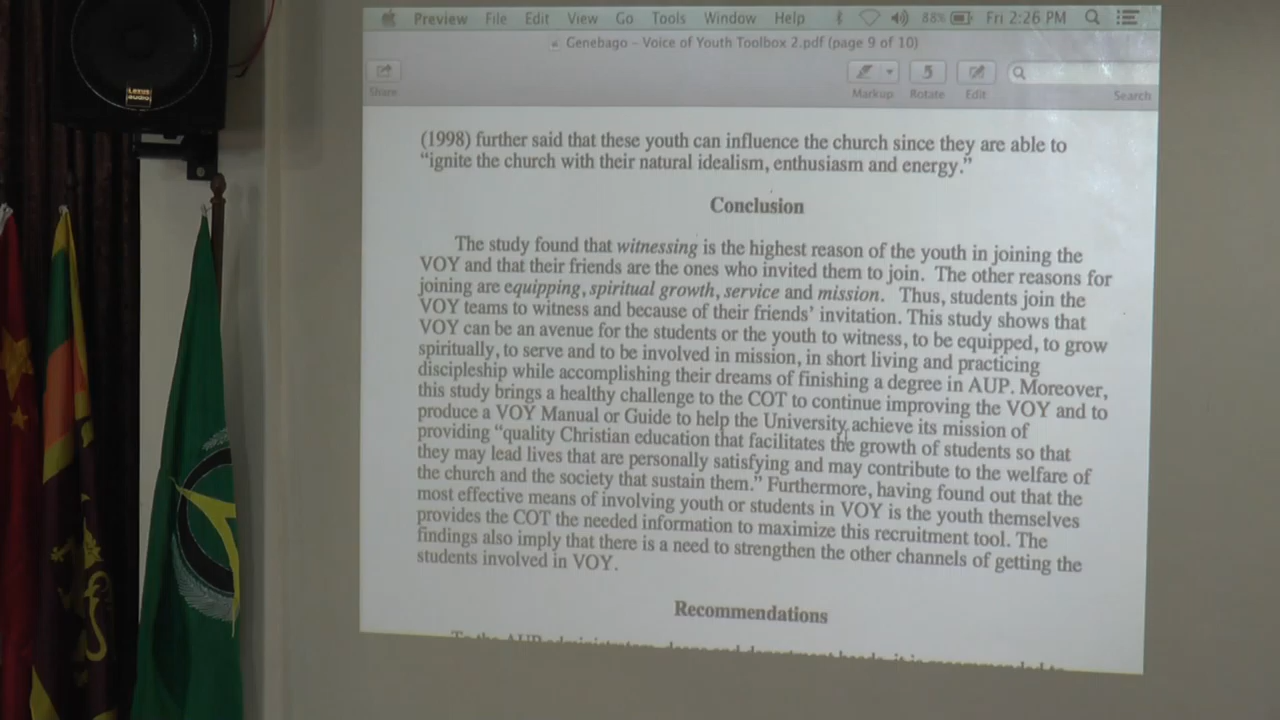 Preview File Edit View Go Tools Window Help 88% Fri 2:26 PM
Genebago – Voice of Youth Toolbox 2.pdf (page 9 of 10)
Share Markup Rotate Edit Search
LEXUS audio
(1998) further said that these youth can influence the church since they are able to
“ignite the church with their natural idealism, enthusiasm and energy.”
Conclusion
The study found that witnessing is the highest reason of the youth in joining the
VOY and that their friends are the ones who invited them to join. The other reasons for
joining are equipping, spiritual growth, service and mission. Thus, students join the
VOY teams to witness and because of their friends’ invitation. This study shows that
VOY can be an avenue for the students or the youth to witness, to be equipped, to grow
spiritually, to serve and to be involved in mission, in short living and practicing
discipleship while accomplishing their dreams of finishing a degree in AUP. Moreover,
this study brings a healthy challenge to the COT to continue improving the VOY and to
produce a VOY Manual or Guide to help the University achieve its mission of
providing “quality Christian education that facilitates the growth of students so that
they may lead lives that are personally satisfying and may contribute to the welfare of
the church and the society that sustain them.” Furthermore, having found out that the
most effective means of involving youth or students in VOY is the youth themselves
provides the COT the needed information to maximize this recruitment tool. The
findings also imply that there is a need to strengthen the other channels of getting the
students involved in VOY.
Recommendations
To the AUP